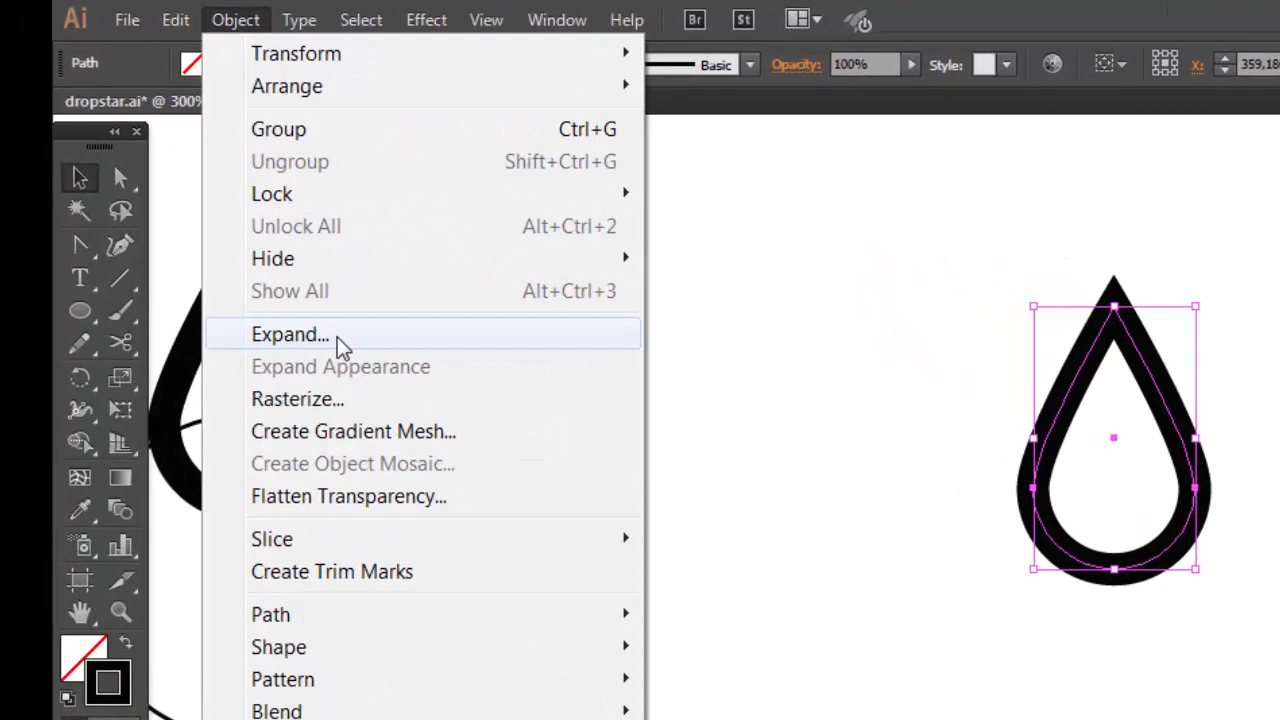 Ai File Edit Object Type Select Effect View Window Help Br St
Path Basic Opacity: 100% Style: X: 359,18
dropstar.ai* @ 300%
Transform
Arrange
Group Ctrl+G
Ungroup Shift+Ctrl+G
Lock
Unlock All Alt+Ctrl+2
Hide
Show All Alt+Ctrl+3
Expand...
Expand Appearance
Rasterize...
Create Gradient Mesh...
Create Object Mosaic...
Flatten Transparency...
Slice
Create Trim Marks
Path
Shape
Pattern
Blend